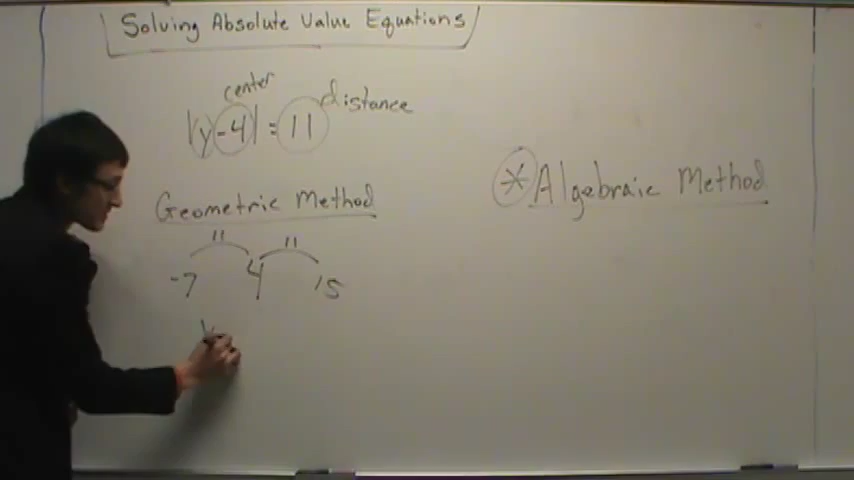 Solving Absolute Value Equations
center
distance
|y-4| = 11
* Algebraic Method
Geometric Method
11 11
-7 4 15